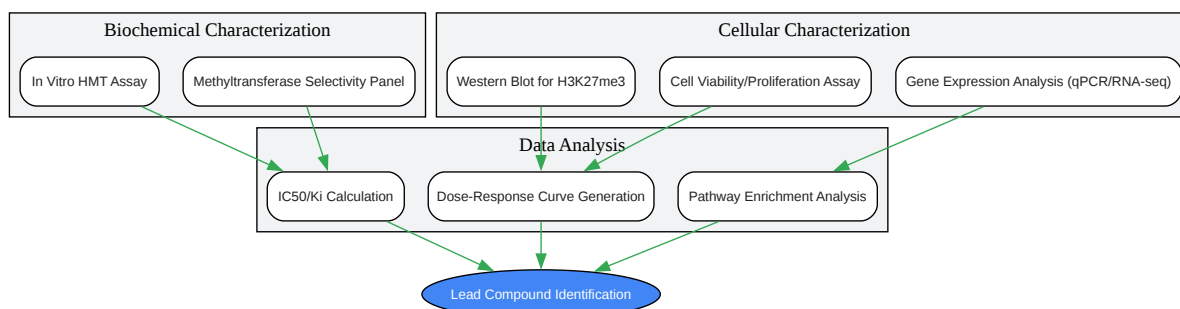 Biochemical Characterization
Cellular Characterization
In Vitro HMT Assay
Methyltransferase Selectivity Panel
Western Blot for H3K27me3
Cell Viability/Proliferation Assay
Gene Expression Analysis (qPCR/RNA-seq)
Data Analysis
IC50/Ki Calculation
Dose-Response Curve Generation
Pathway Enrichment Analysis
Lead Compound Identification